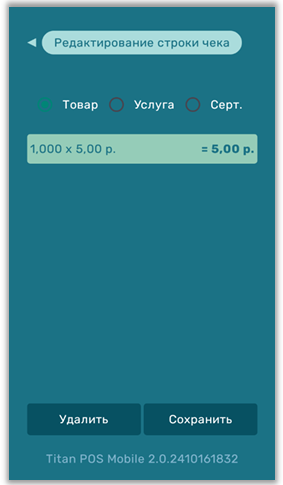 Редактирование строки чека
Товар Услуга Серт.
1,000 x 5,00 р. = 5,00 р.
Удалить Сохранить
Titan POS Mobile 2.0.2410161832